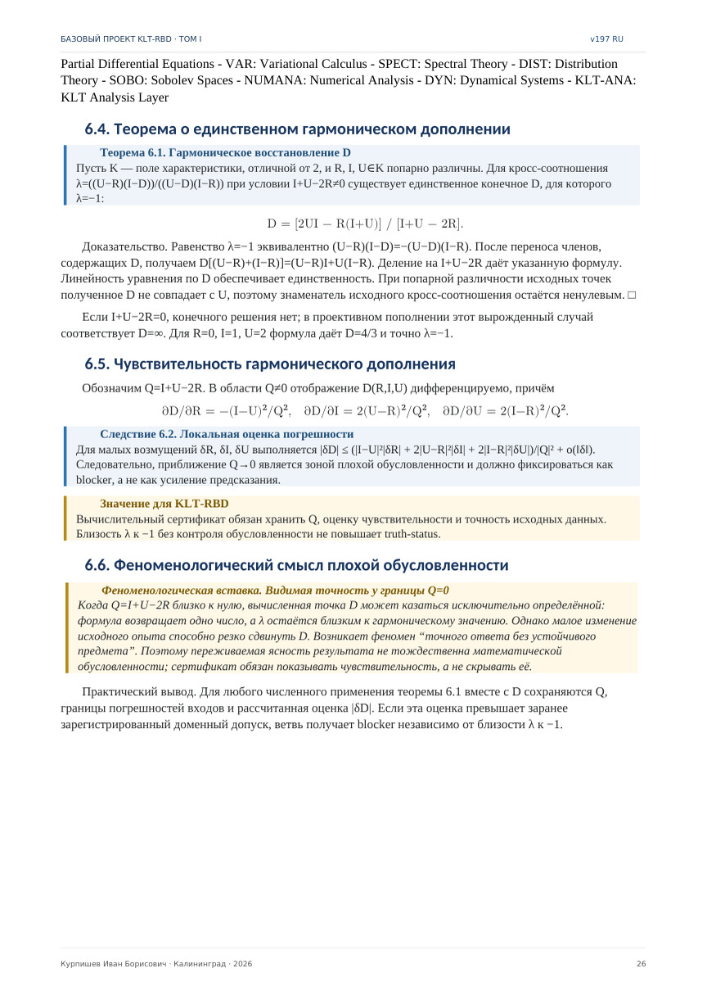 БАЗОВЫЙ ПРОЕКТ KLT-RBD · ТОМ I
v197 RU
Partial Differential Equations - VAR: Variational Calculus - SPECT: Spectral Theory - DIST: Distribution
Theory - SOBO: Sobolev Spaces - NUMANA: Numerical Analysis - DYN: Dynamical Systems - KLT-ANA:
KLT Analysis Layer
6.4. Теорема о единственном гармоническом дополнении
Теорема 6.1. Гармоническое восстановление D
Пусть K — поле характеристики, отличной от 2, и R, I, U∈K попарно различны. Для кросс-соотношения
λ=((U−R)(I−D))/((U−D)(I−R)) при условии I+U−2R≠0 существует единственное конечное D, для которого
λ=−1:
D = [2UI − R(I+U)] / [I+U − 2R].
Доказательство. Равенство λ=−1 эквивалентно (U−R)(I−D)=−(U−D)(I−R). После переноса членов,
содержащих D, получаем D[(U−R)+(I−R)]=(U−R)I+U(I−R). Деление на I+U−2R даёт указанную формулу.
Линейность уравнения по D обеспечивает единственность. При попарной различности исходных точек
полученное D не совпадает с U, поэтому знаменатель исходного кросс-соотношения остаётся ненулевым. □
Если I+U−2R=0, конечного решения нет; в проективном пополнении этот вырожденный случай
соответствует D=∞. Для R=0, I=1, U=2 формула даёт D=4/3 и точно λ=−1.
6.5. Чувствительность гармонического дополнения
Обозначим Q=I+U−2R. В области Q≠0 отображение D(R,I,U) дифференцируемо, причём
∂D/∂R = −(I−U)²/Q², ∂D/∂I = 2(U−R)²/Q², ∂D/∂U = 2(I−R)²/Q².
Следствие 6.2. Локальная оценка погрешности
Для малых возмущений δR, δI, δU выполняется |δD| ≤ (|I−U|²|δR| + 2|U−R|²|δI| + 2|I−R|²|δU|)/|Q|² + o(‖δ‖).
Следовательно, приближение Q→0 является зоной плохой обусловленности и должно фиксироваться как
blocker, а не как усиление предсказания.
Значение для KLT-RBD
Вычислительный сертификат обязан хранить Q, оценку чувствительности и точность исходных данных.
Близость λ к −1 без контроля обусловленности не повышает truth-status.
6.6. Феноменологический смысл плохой обусловленности
Феноменологическая вставка. Видимая точность у границы Q=0
Когда Q=I+U−2R близко к нулю, вычисленная точка D может казаться исключительно определённой:
формула возвращает одно число, а λ остаётся близким к гармоническому значению. Однако малое изменение
исходного опыта способно резко сдвинуть D. Возникает феномен “точного ответа без устойчивого
предмета”. Поэтому переживаемая ясность результата не тождественна математической
обусловленности; сертификат обязан показывать чувствительность, а не скрывать её.
Практический вывод. Для любого численного применения теоремы 6.1 вместе с D сохраняются Q,
границы погрешностей входов и рассчитанная оценка |δD|. Если эта оценка превышает заранее
зарегистрированный доменный допуск, ветвь получает blocker независимо от близости λ к −1.
Курпишев Иван Борисович · Калининград · 2026
26